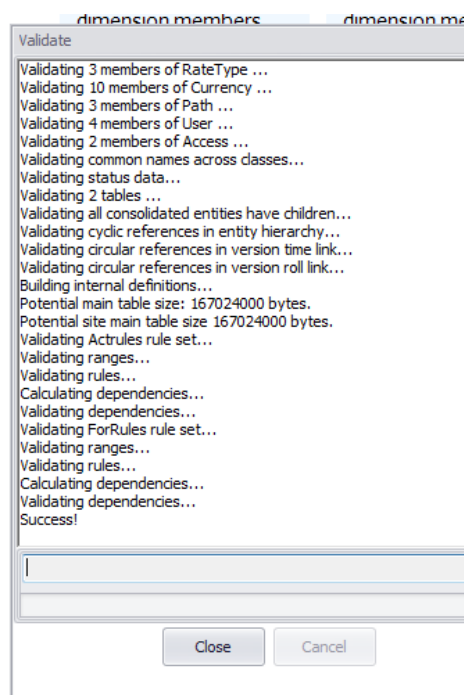 dimension members
dimension me
Validate
Validating 3 members of RateType ...
Validating 10 members of Currency ...
Validating 3 members of Path ...
Validating 4 members of User ...
Validating 2 members of Access ...
Validating common names across classes...
Validating status data...
Validating 2 tables ...
Validating all consolidated entities have children...
Validating cyclic references in entity hierarchy...
Validating circular references in version time link...
Validating circular references in version roll link...
Building internal definitions...
Potential main table size: 167024000 bytes.
Potential site main table size 167024000 bytes.
Validating Actrules rule set...
Validating ranges...
Validating rules...
Calculating dependencies...
Validating dependencies...
Validating ForRules rule set...
Validating ranges...
Validating rules...
Calculating dependencies...
Validating dependencies...
Success!
Close
Cancel